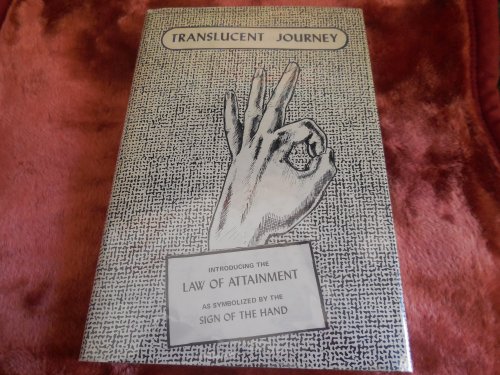 TRANSLUCENT JOURNEY
INTRODUCING THE
LAW OF ATTAINMENT
AS SYMBOLIZED BY THE
SIGN OF THE HAND